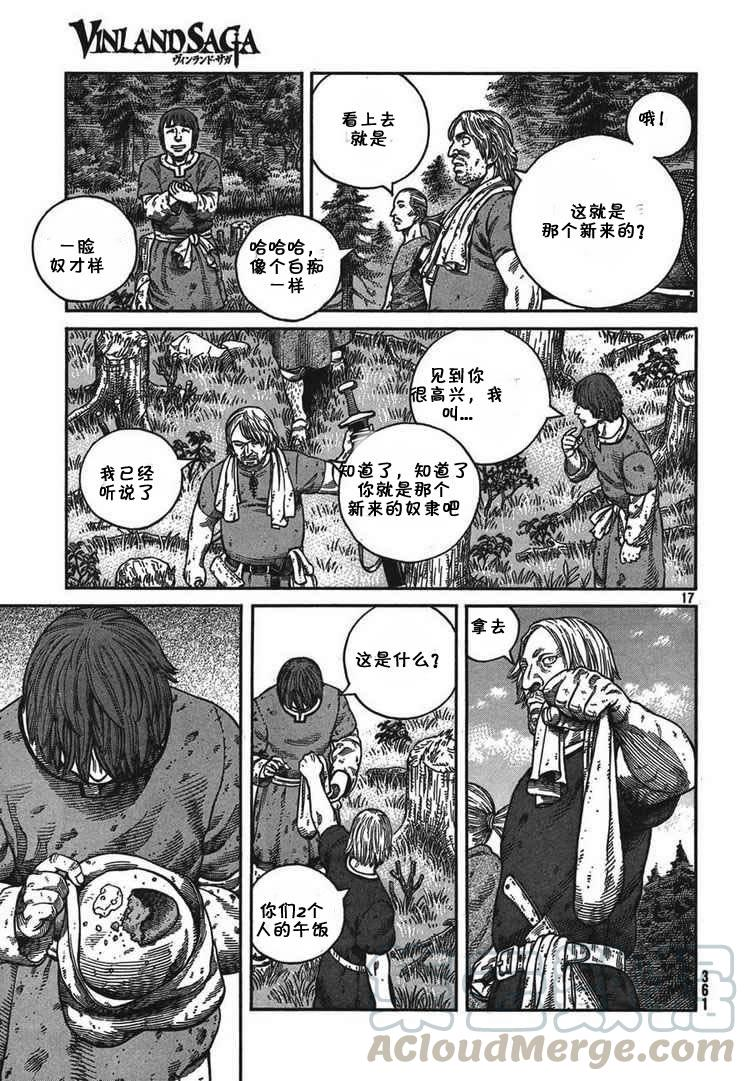 VINLAND SAGA
ヴィンランド・サガ
哦！
这就是
那个新来的？
看上去
就是
哈哈哈，
像个白痴
一样
一脸
奴才样
见到你
很高兴，我
叫…
知道了，知道了
你就是那个
新来的奴隶吧
我已经
听说了
17
拿去
这是什么？
你们2个
人的午饭
361
ACloudMerge.com